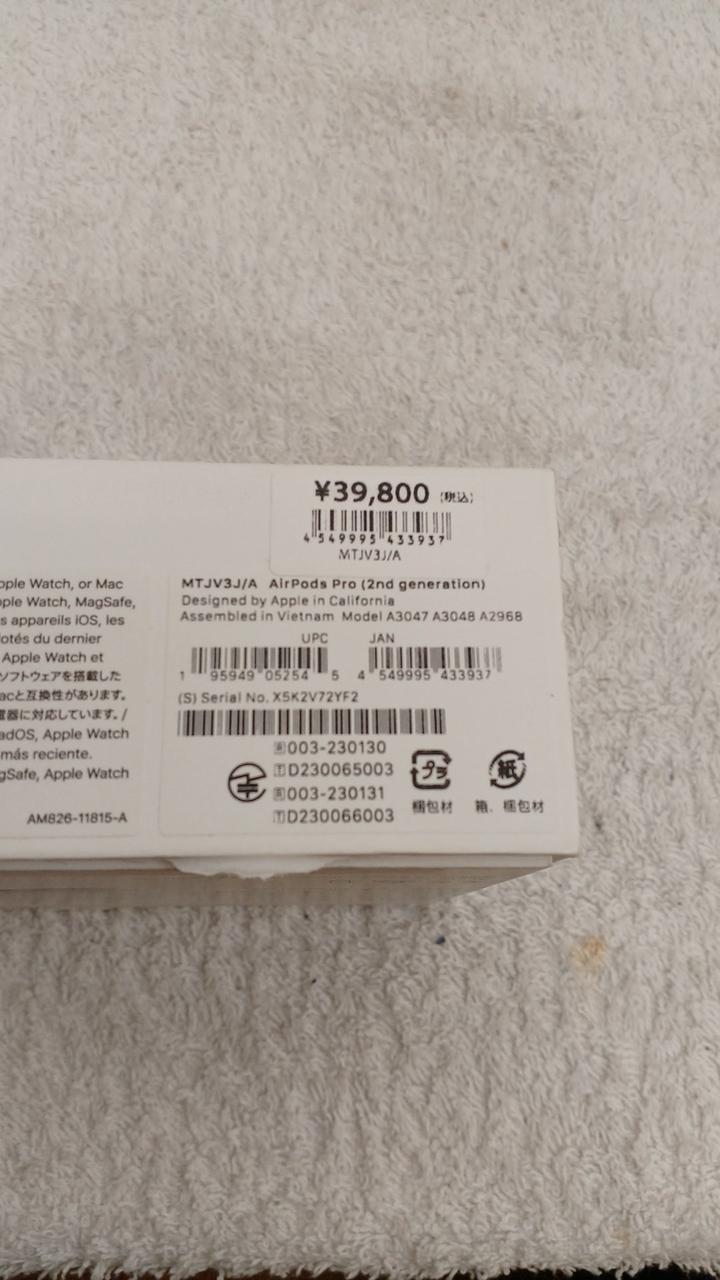 ¥39,800 (税込)
4 549995 433937
MTJV3J/A
pple Watch, or Mac
ple Watch, MagSafe,
s appareils iOS, les
lotés du dernier
Apple Watch et
ソフトウェアを搭載した
acと互換性があります。
電器に対応しています。/
adOS, Apple Watch
más reciente.
gSafe, Apple Watch
AM826-11815-A
MTJV3J/A AirPods Pro (2nd generation)
Designed by Apple in California
Assembled in Vietnam Model A3047 A3048 A2968
UPC JAN
1 95949 05254 5 4 549995 433937
(S) Serial No. X5K2V72YF2
R 003-230130
T D230065003
R 003-230131
T D230066003
プラ
梱包材
紙
箱、梱包材